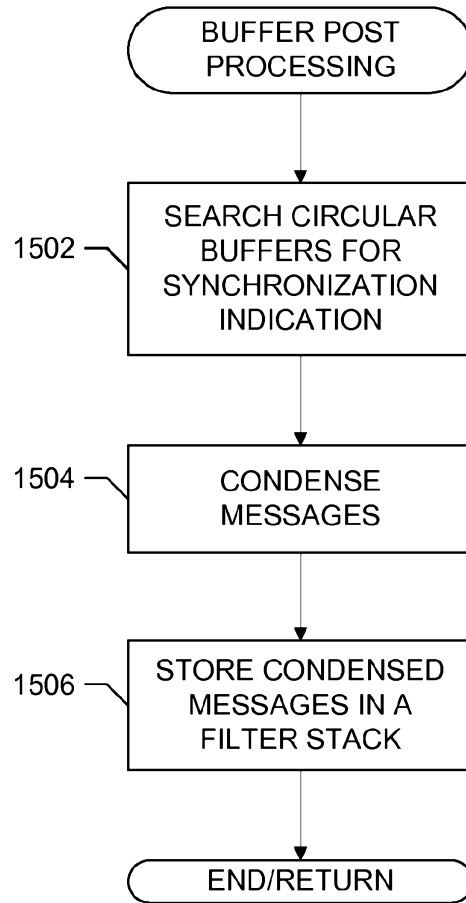 BUFFER POST
PROCESSING
1502
SEARCH CIRCULAR
BUFFERS FOR
SYNCHRONIZATION
INDICATION
1504
CONDENSE
MESSAGES
1506
STORE CONDENSED
MESSAGES IN A
FILTER STACK
END/RETURN